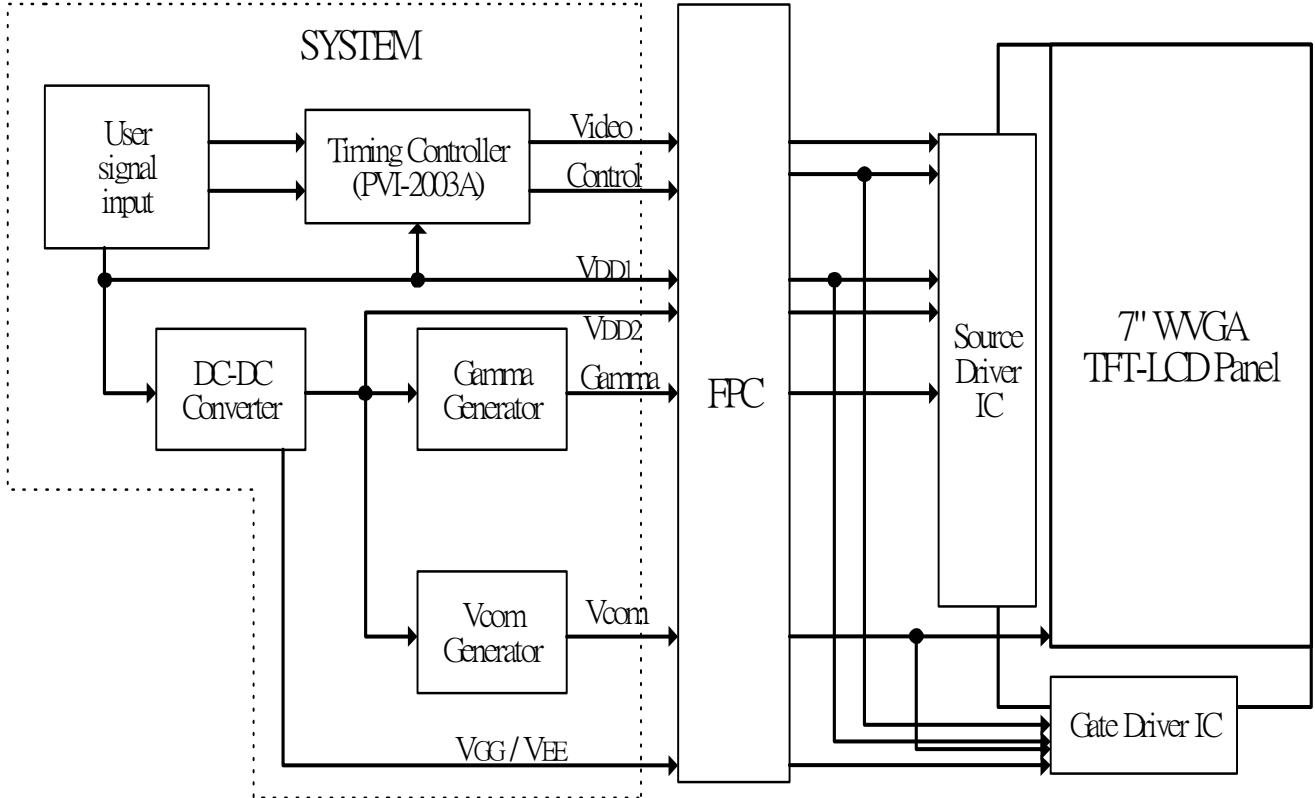 SYSTEM
User
signal
input
Timing Controller
(PVI-2003A)
Video
Control
VDD1
VDD2
DC-DC
Converter
Gamma
Generator
Gamma
FPC
Source
Driver
IC
7" WVGA
TFT-LCD Panel
Vcom
Generator
Vcom
VGG / VEE
Gate Driver IC